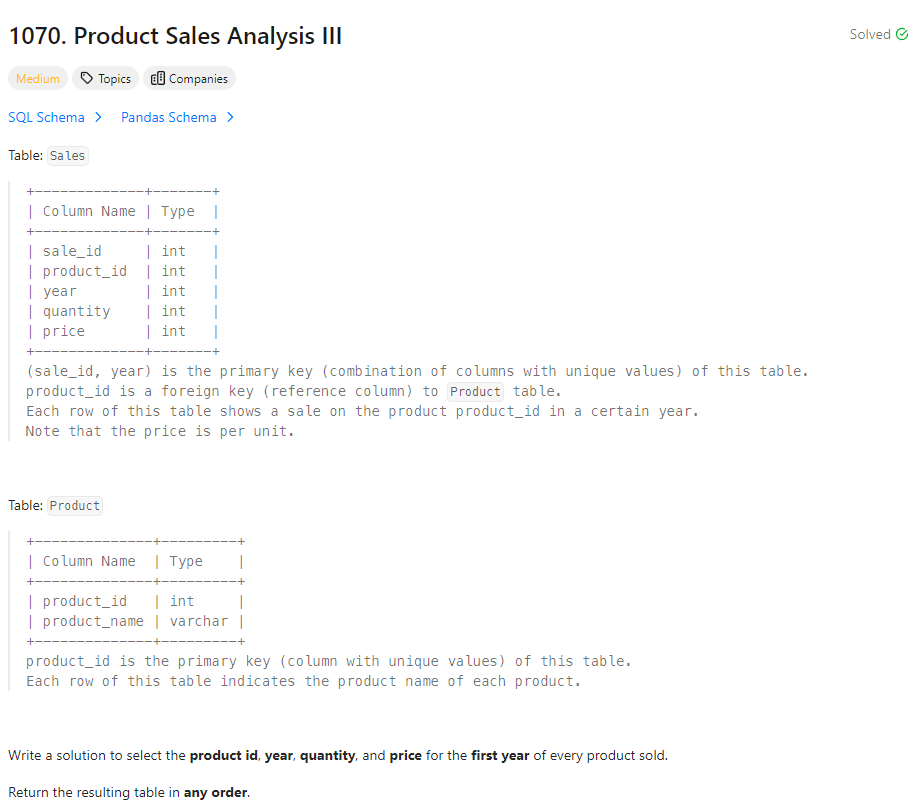 1070. Product Sales Analysis III
Solved
Medium Topics Companies
SQL Schema > Pandas Schema >
Table: Sales
+-------------+-------+
| Column Name | Type  |
+-------------+-------+
| sale_id     | int   |
| product_id  | int   |
| year        | int   |
| quantity    | int   |
| price       | int   |
+-------------+-------+
(sale_id, year) is the primary key (combination of columns with unique values) of this table.
product_id is a foreign key (reference column) to Product table.
Each row of this table shows a sale on the product product_id in a certain year.
Note that the price is per unit.
Table: Product
+--------------+---------+
| Column Name  | Type    |
+--------------+---------+
| product_id   | int     |
| product_name | varchar |
+--------------+---------+
product_id is the primary key (column with unique values) of this table.
Each row of this table indicates the product name of each product.
Write a solution to select the product id, year, quantity, and price for the first year of every product sold.
Return the resulting table in any order.